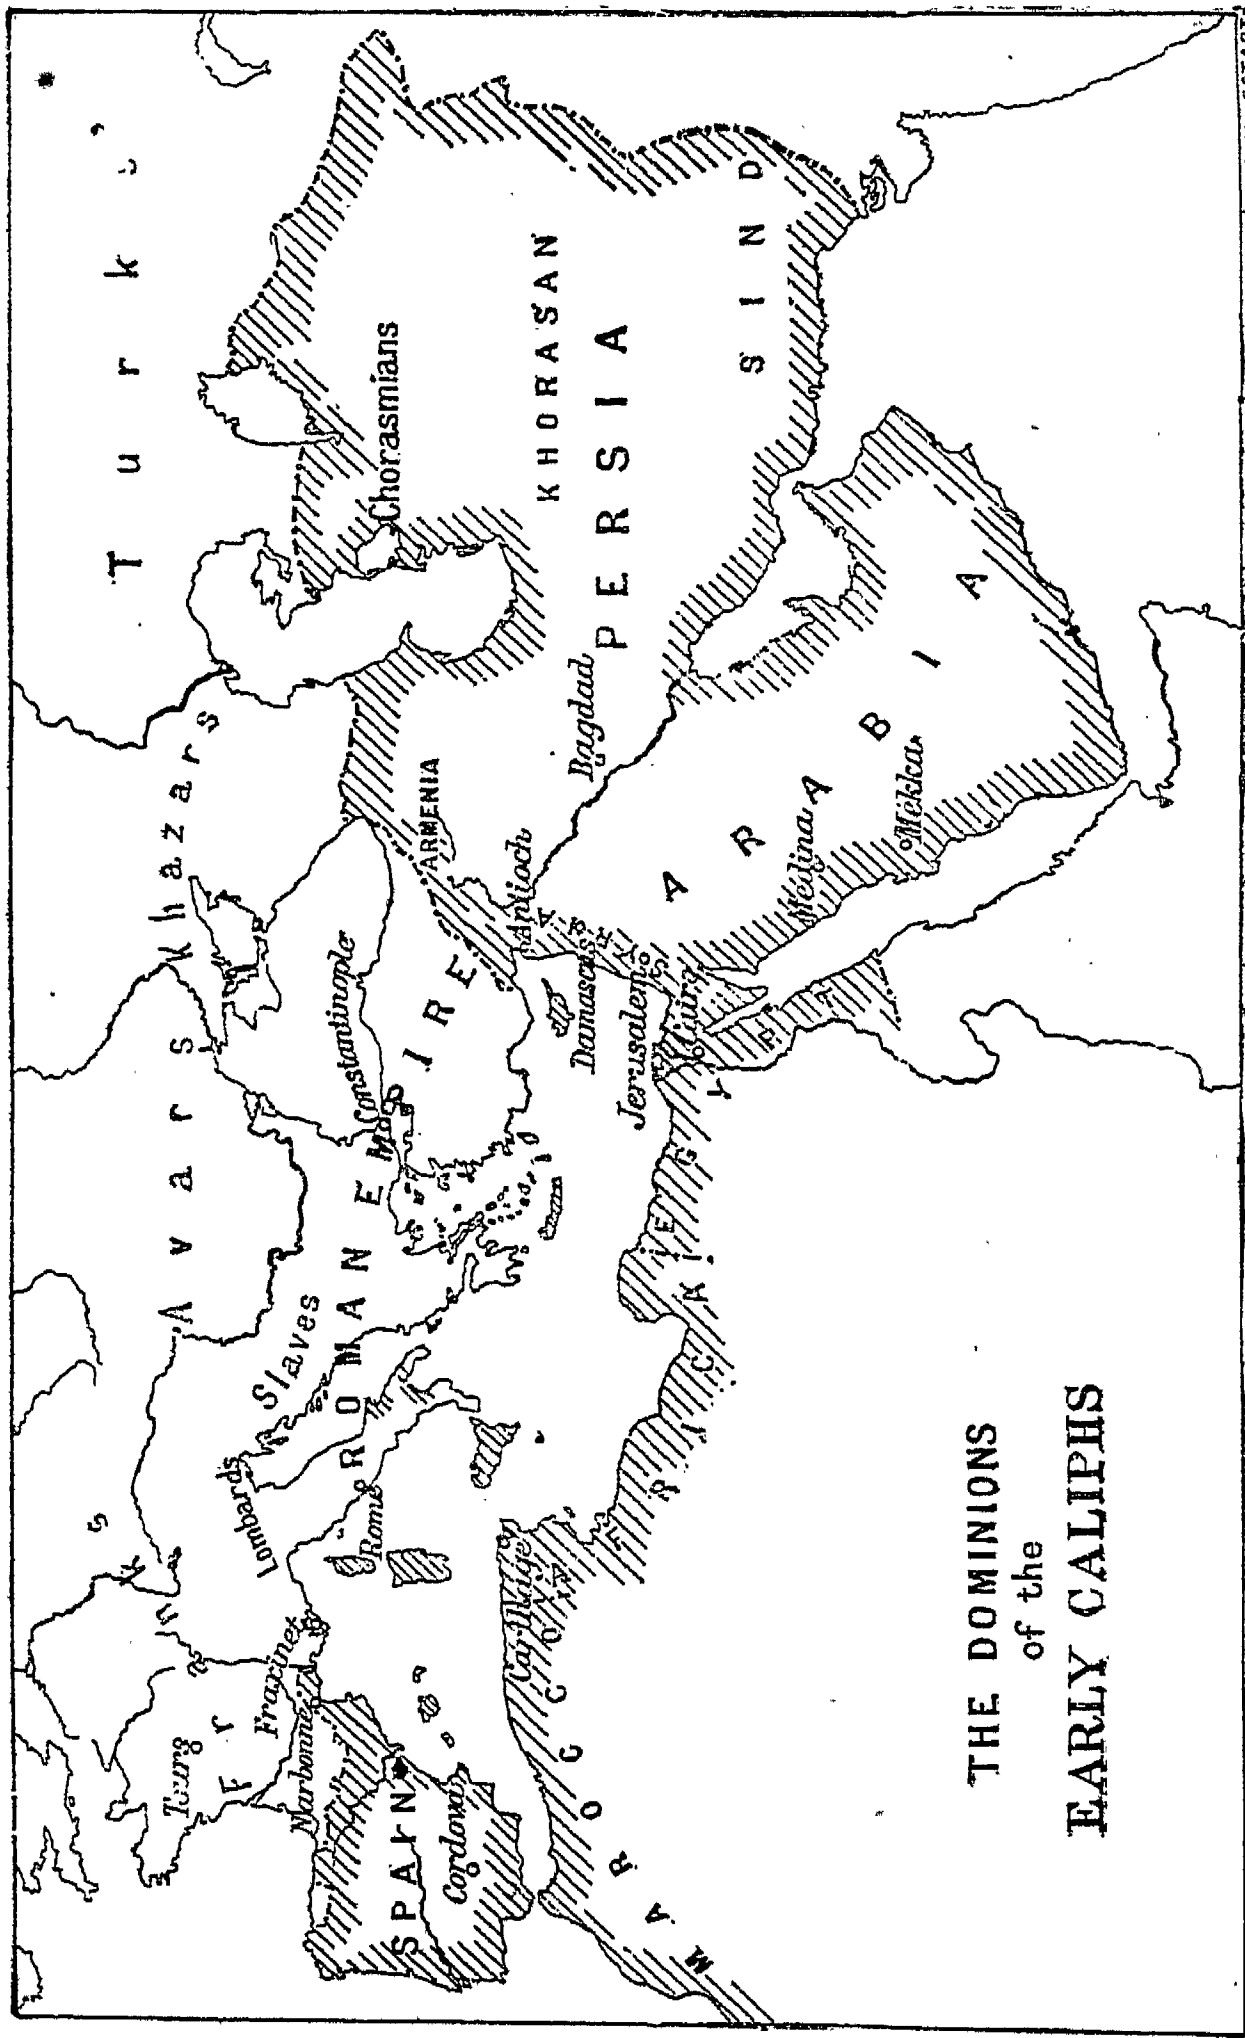 THE DOMINIONS
of the
EARLY CALIPHS
Turks
Khazars
Avars
Slaves
Lombards
Franks
Tours
Fraxinet
Narbonne
SPAIN
Cordova
Rome
ROMAN EMPIRE
Constantinople
ARMENIA
Chorasmians
KHORASAN
PERSIA
SIND
Bagdad
Antioch
SYRIA
Damascus
Jerusalem
Cairo
EGYPT
ARABIA
Medina
Mekka
AFRICA
Carthage
MAROCCO